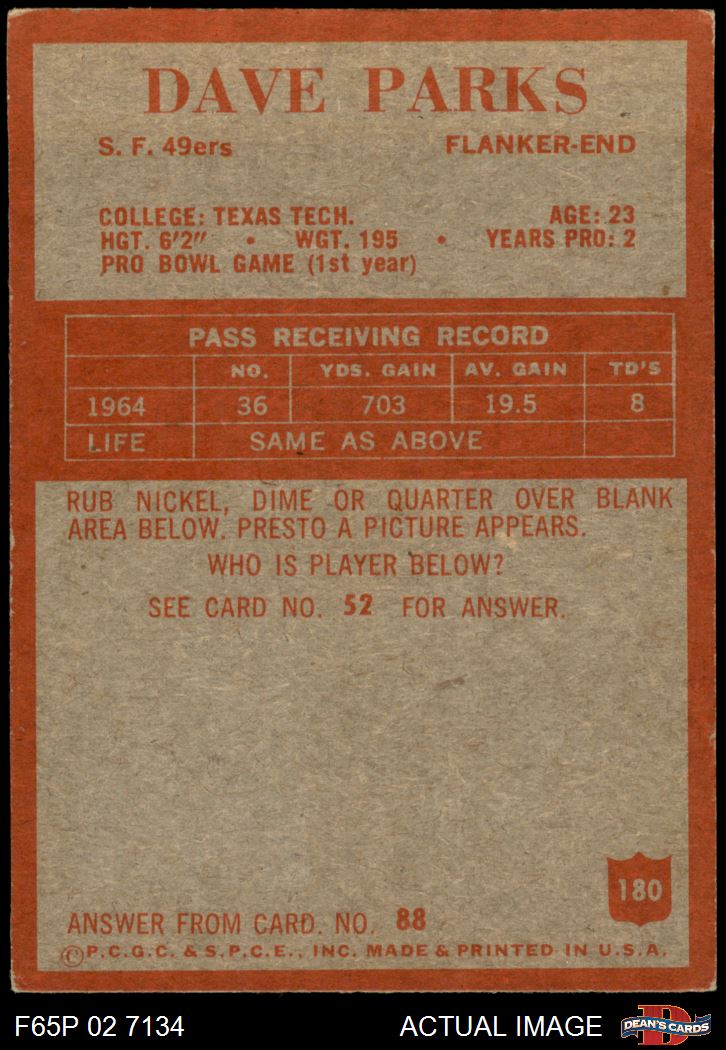 DAVE PARKS
S. F. 49ers FLANKER-END
COLLEGE: TEXAS TECH. AGE: 23
HGT. 6'2" • WGT. 195 • YEARS PRO: 2
PRO BOWL GAME (1st year)
PASS RECEIVING RECORD
NO. YDS. GAIN AV. GAIN TD'S
1964 36 703 19.5 8
LIFE SAME AS ABOVE
RUB NICKEL, DIME OR QUARTER OVER BLANK
AREA BELOW. PRESTO A PICTURE APPEARS.
WHO IS PLAYER BELOW?
SEE CARD NO. 52 FOR ANSWER.
180
ANSWER FROM CARD. NO. 88
©P.C.G.C. & S.P.C.E., INC. MADE & PRINTED IN U.S.A.
F65P 02 7134 ACTUAL IMAGE D DEAN'S CARDS